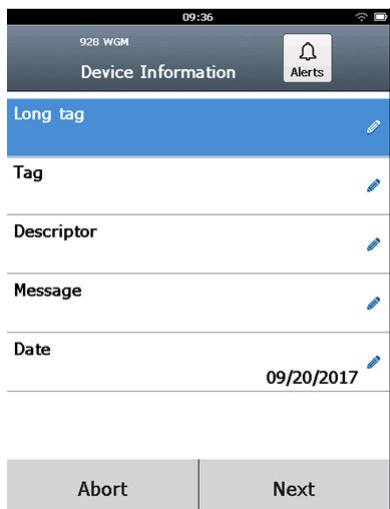 09:36
928 WGM
Device Information
Alerts
Long tag
Tag
Descriptor
Message
Date
09/20/2017
Abort
Next